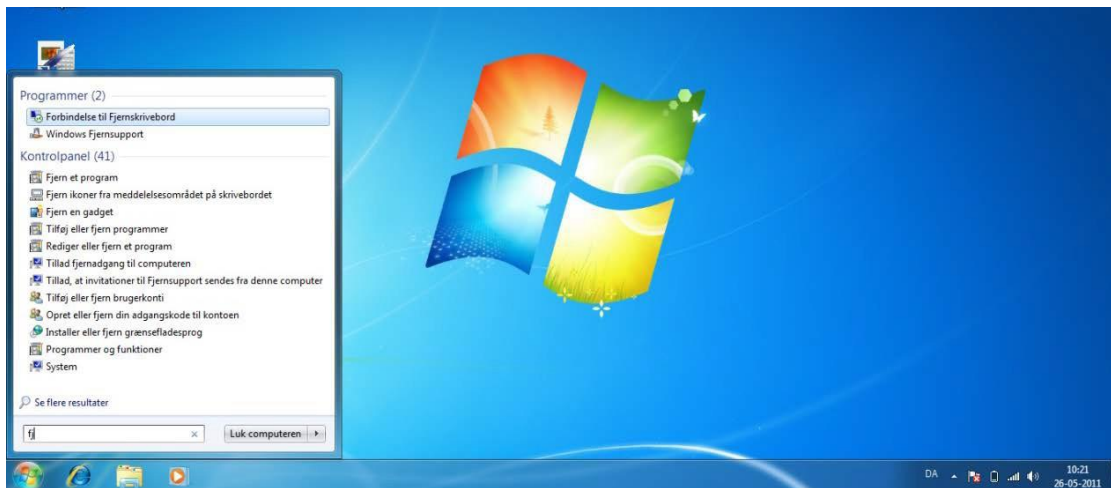 Programmer (2)
Forbindelse til Fjernskrivebord
Windows Fjernsupport
Kontrolpanel (41)
Fjern et program
Fjern ikoner fra meddelelsesområdet på skrivebordet
Fjern en gadget
Tilføj eller fjern programmer
Rediger eller fjern et program
Tillad fjernadgang til computeren
Tillad, at invitationer til Fjernsupport sendes fra denne computer
Tilføj eller fjern brugerkonti
Opret eller fjern din adgangskode til kontoen
Installer eller fjern grænsefladesprog
Programmer og funktioner
System
Se flere resultater
fj
Luk computeren
DA
10:21
26-05-2011